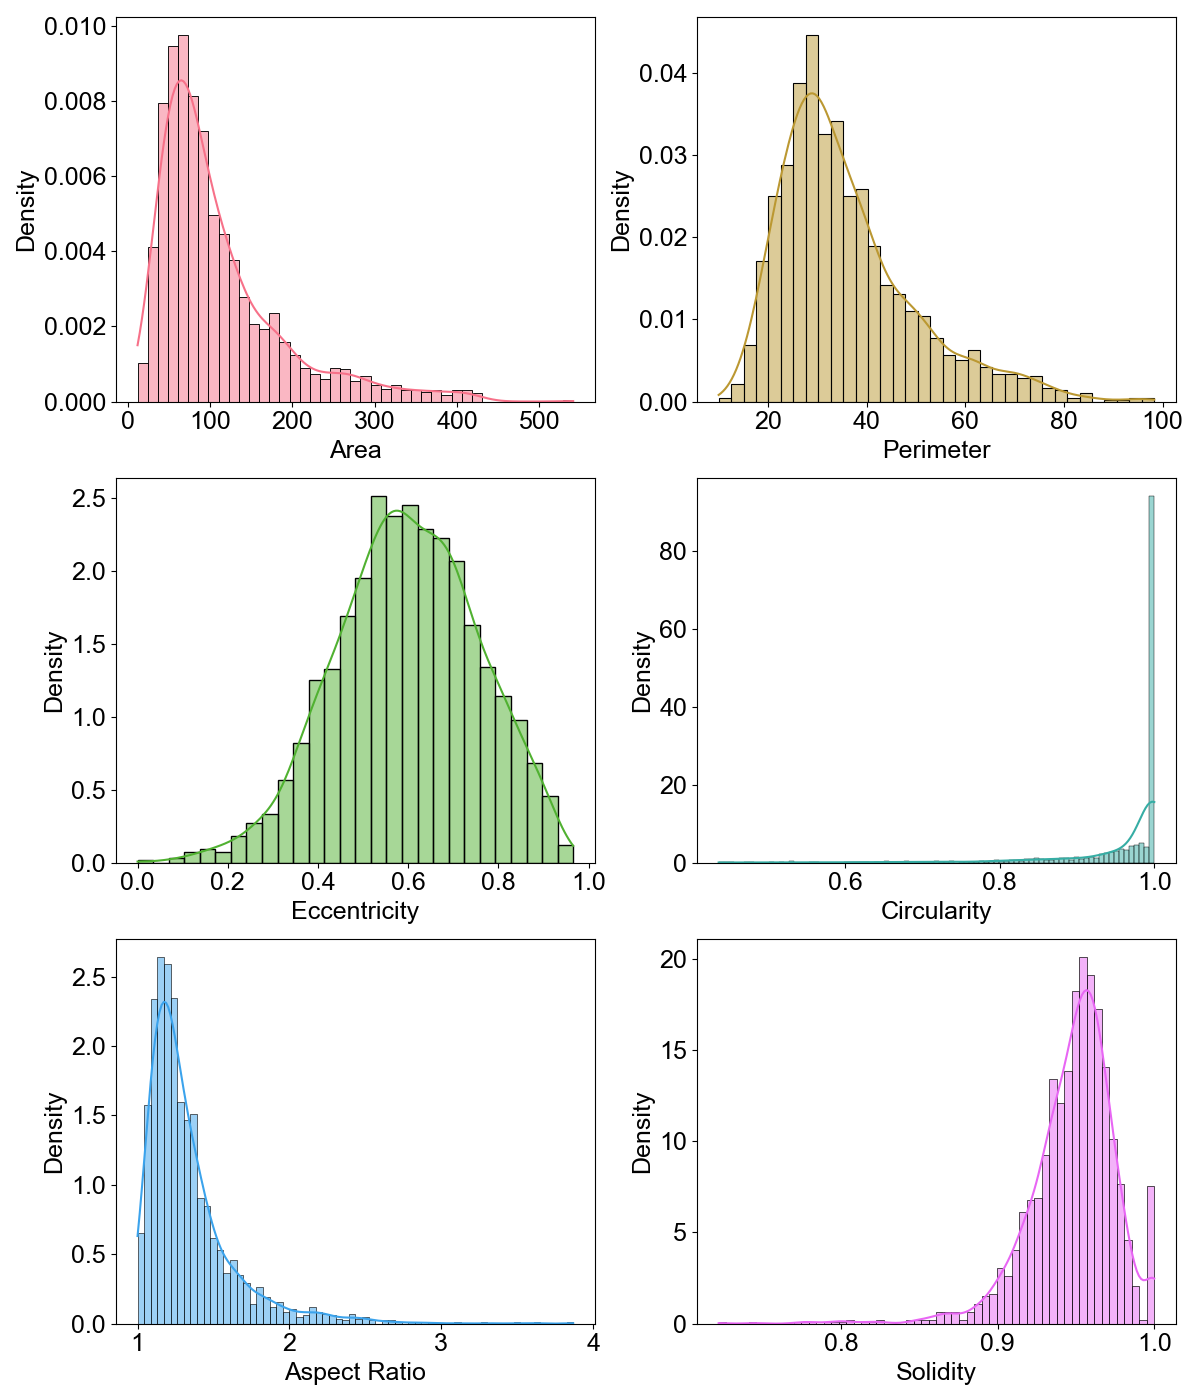 0.010
0.008
0.006
0.004
0.002
0.000
Density
0 100 200 300 400 500
Area
0.04
0.03
0.02
0.01
0.00
Density
20 40 60 80 100
Perimeter
2.5
2.0
1.5
1.0
0.5
0.0
Density
0.0 0.2 0.4 0.6 0.8 1.0
Eccentricity
80
60
40
20
0
Density
0.6 0.8 1.0
Circularity
2.5
2.0
1.5
1.0
0.5
0.0
Density
1 2 3 4
Aspect Ratio
20
15
10
5
0
Density
0.8 0.9 1.0
Solidity